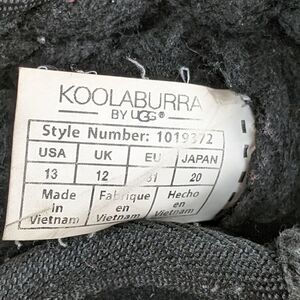 KOOLABURRA
BY UGG®
Style Number: 1019372
USA UK EU JAPAN
13 12 31 20
Made in Vietnam Fabriqué en Vietnam Hecho en Vietnam